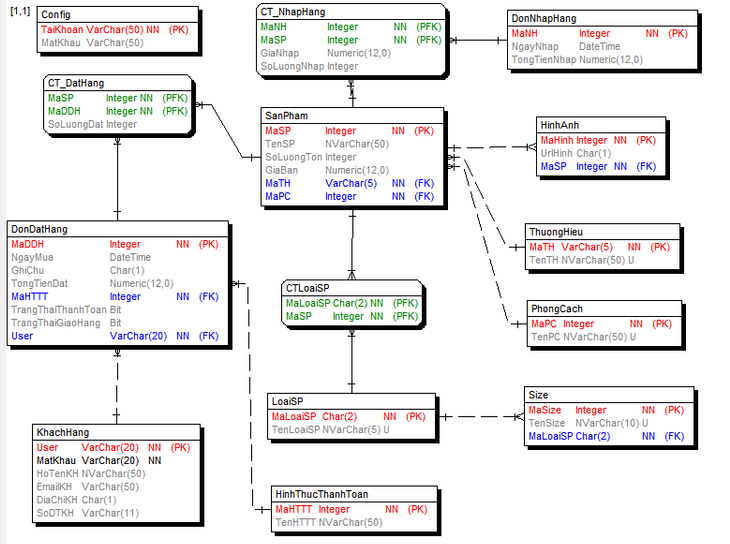 [1,1]
Config
TaiKhoan VarChar(50) NN (PK)
MatKhau VarChar(50)
CT_NhapHang
MaNH Integer NN (PFK)
MaSP Integer NN (PFK)
GiaNhap Numeric(12,0)
SoLuongNhap Integer
DonNhapHang
MaNH Integer NN (PK)
NgayNhap DateTime
TongTienNhap Numeric(12,0)
CT_DatHang
MaSP Integer NN (PFK)
MaDDH Integer NN (PFK)
SoLuongDat Integer
SanPham
MaSP Integer NN (PK)
TenSP NVarChar(50)
SoLuongTon Integer
GiaBan Numeric(12,0)
MaTH VarChar(5) NN (FK)
MaPC Integer NN (FK)
HinhAnh
MaHinh Integer NN (PK)
UrlHinh Char(1)
MaSP Integer NN (FK)
DonDatHang
MaDDH Integer NN (PK)
NgayMua DateTime
GhiChu Char(1)
TongTienDat Numeric(12,0)
MaHTTT Integer NN (FK)
TrangThaiThanhToan Bit
TrangThaiGiaoHang Bit
User VarChar(20) NN (FK)
ThuongHieu
MaTH VarChar(5) NN (PK)
TenTH NVarChar(50) U
CTLoaiSP
MaLoaiSP Char(2) NN (PFK)
MaSP Integer NN (PFK)
PhongCach
MaPC Integer NN (PK)
TenPC NVarChar(50) U
LoaiSP
MaLoaiSP Char(2) NN (PK)
TenLoaiSP NVarChar(5) U
Size
MaSize Integer NN (PK)
TenSize NVarChar(10) U
MaLoaiSP Char(2) NN (FK)
KhachHang
User VarChar(20) NN (PK)
MatKhau VarChar(20) NN
HoTenKH NVarChar(50)
EmailKH VarChar(50)
DiaChiKH Char(1)
SoDTKH VarChar(11)
HinhThucThanhToan
MaHTTT Integer NN (PK)
TenHTTT NVarChar(50)